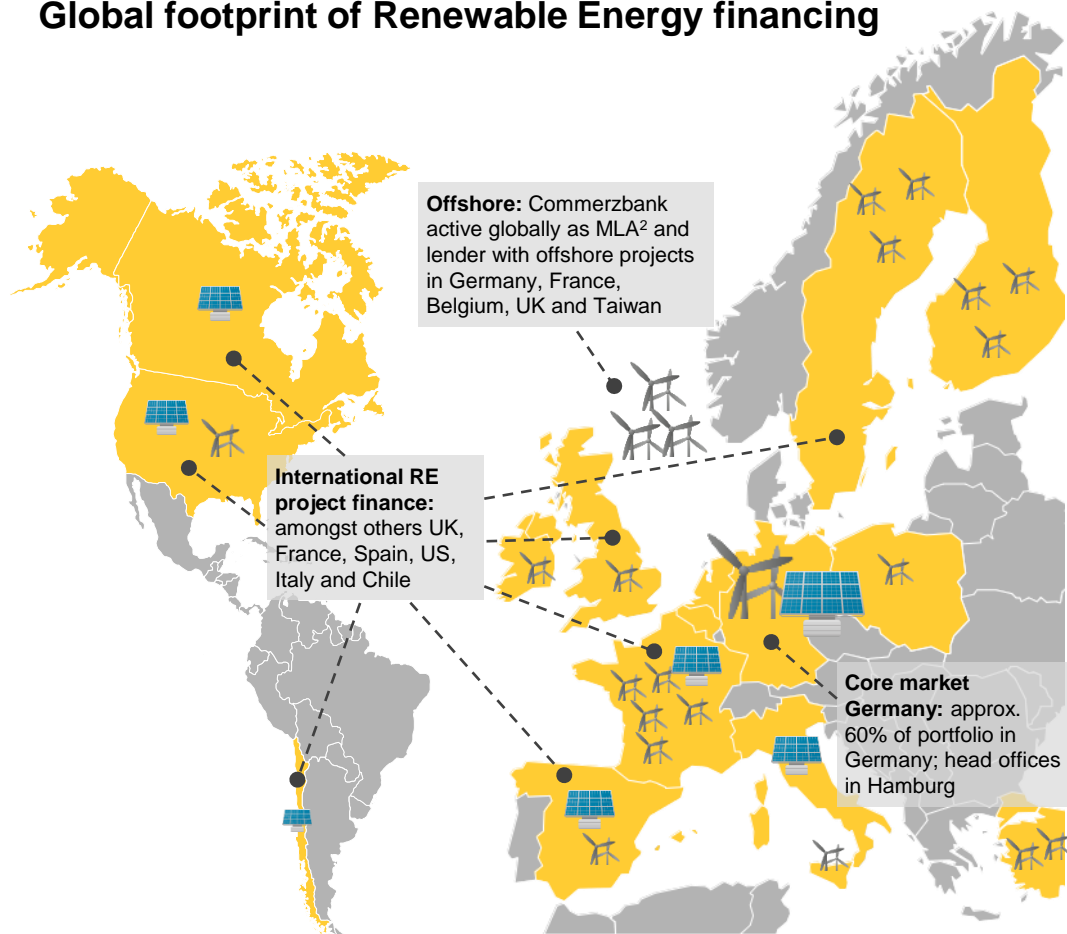 Global footprint of Renewable Energy financing
Offshore: Commerzbank
active globally as MLA² and
lender with offshore projects
in Germany, France,
Belgium, UK and Taiwan
International RE
project finance:
amongst others UK,
France, Spain, US,
Italy and Chile
Core market
Germany: approx.
60% of portfolio in
Germany; head offices
in Hamburg